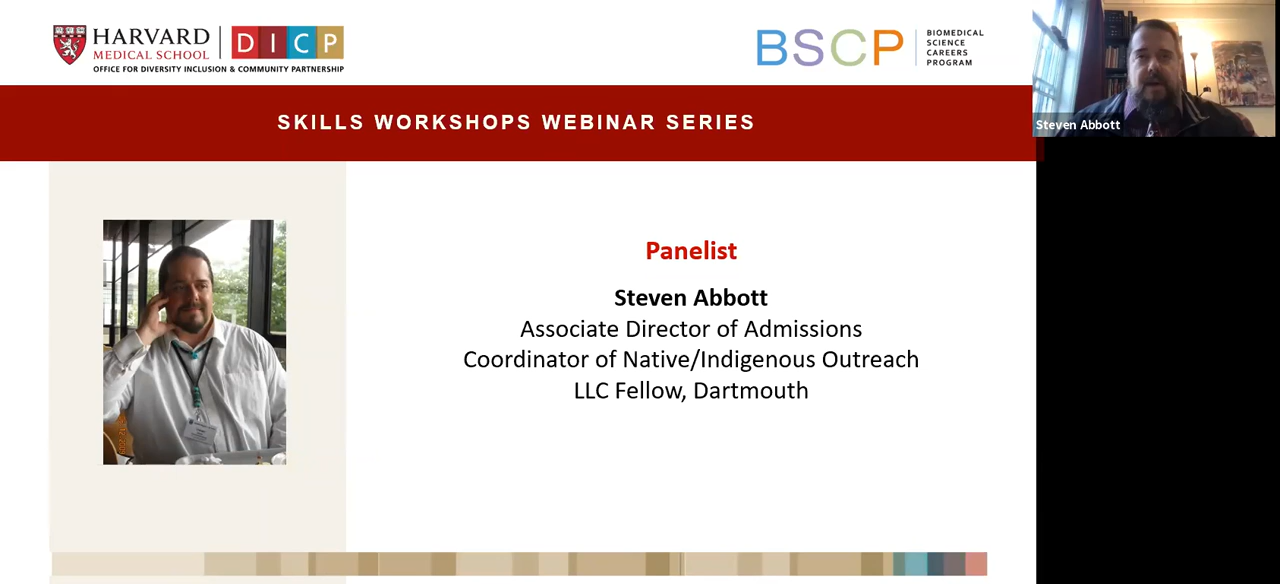 HARVARD
MEDICAL SCHOOL
DICP
OFFICE FOR DIVERSITY INCLUSION & COMMUNITY PARTNERSHIP
BSCP
BIOMEDICAL
SCIENCE
CAREERS
PROGRAM
SKILLS WORKSHOPS WEBINAR SERIES
Steven Abbott
Panelist
Steven Abbott
Associate Director of Admissions
Coordinator of Native/Indigenous Outreach
LLC Fellow, Dartmouth